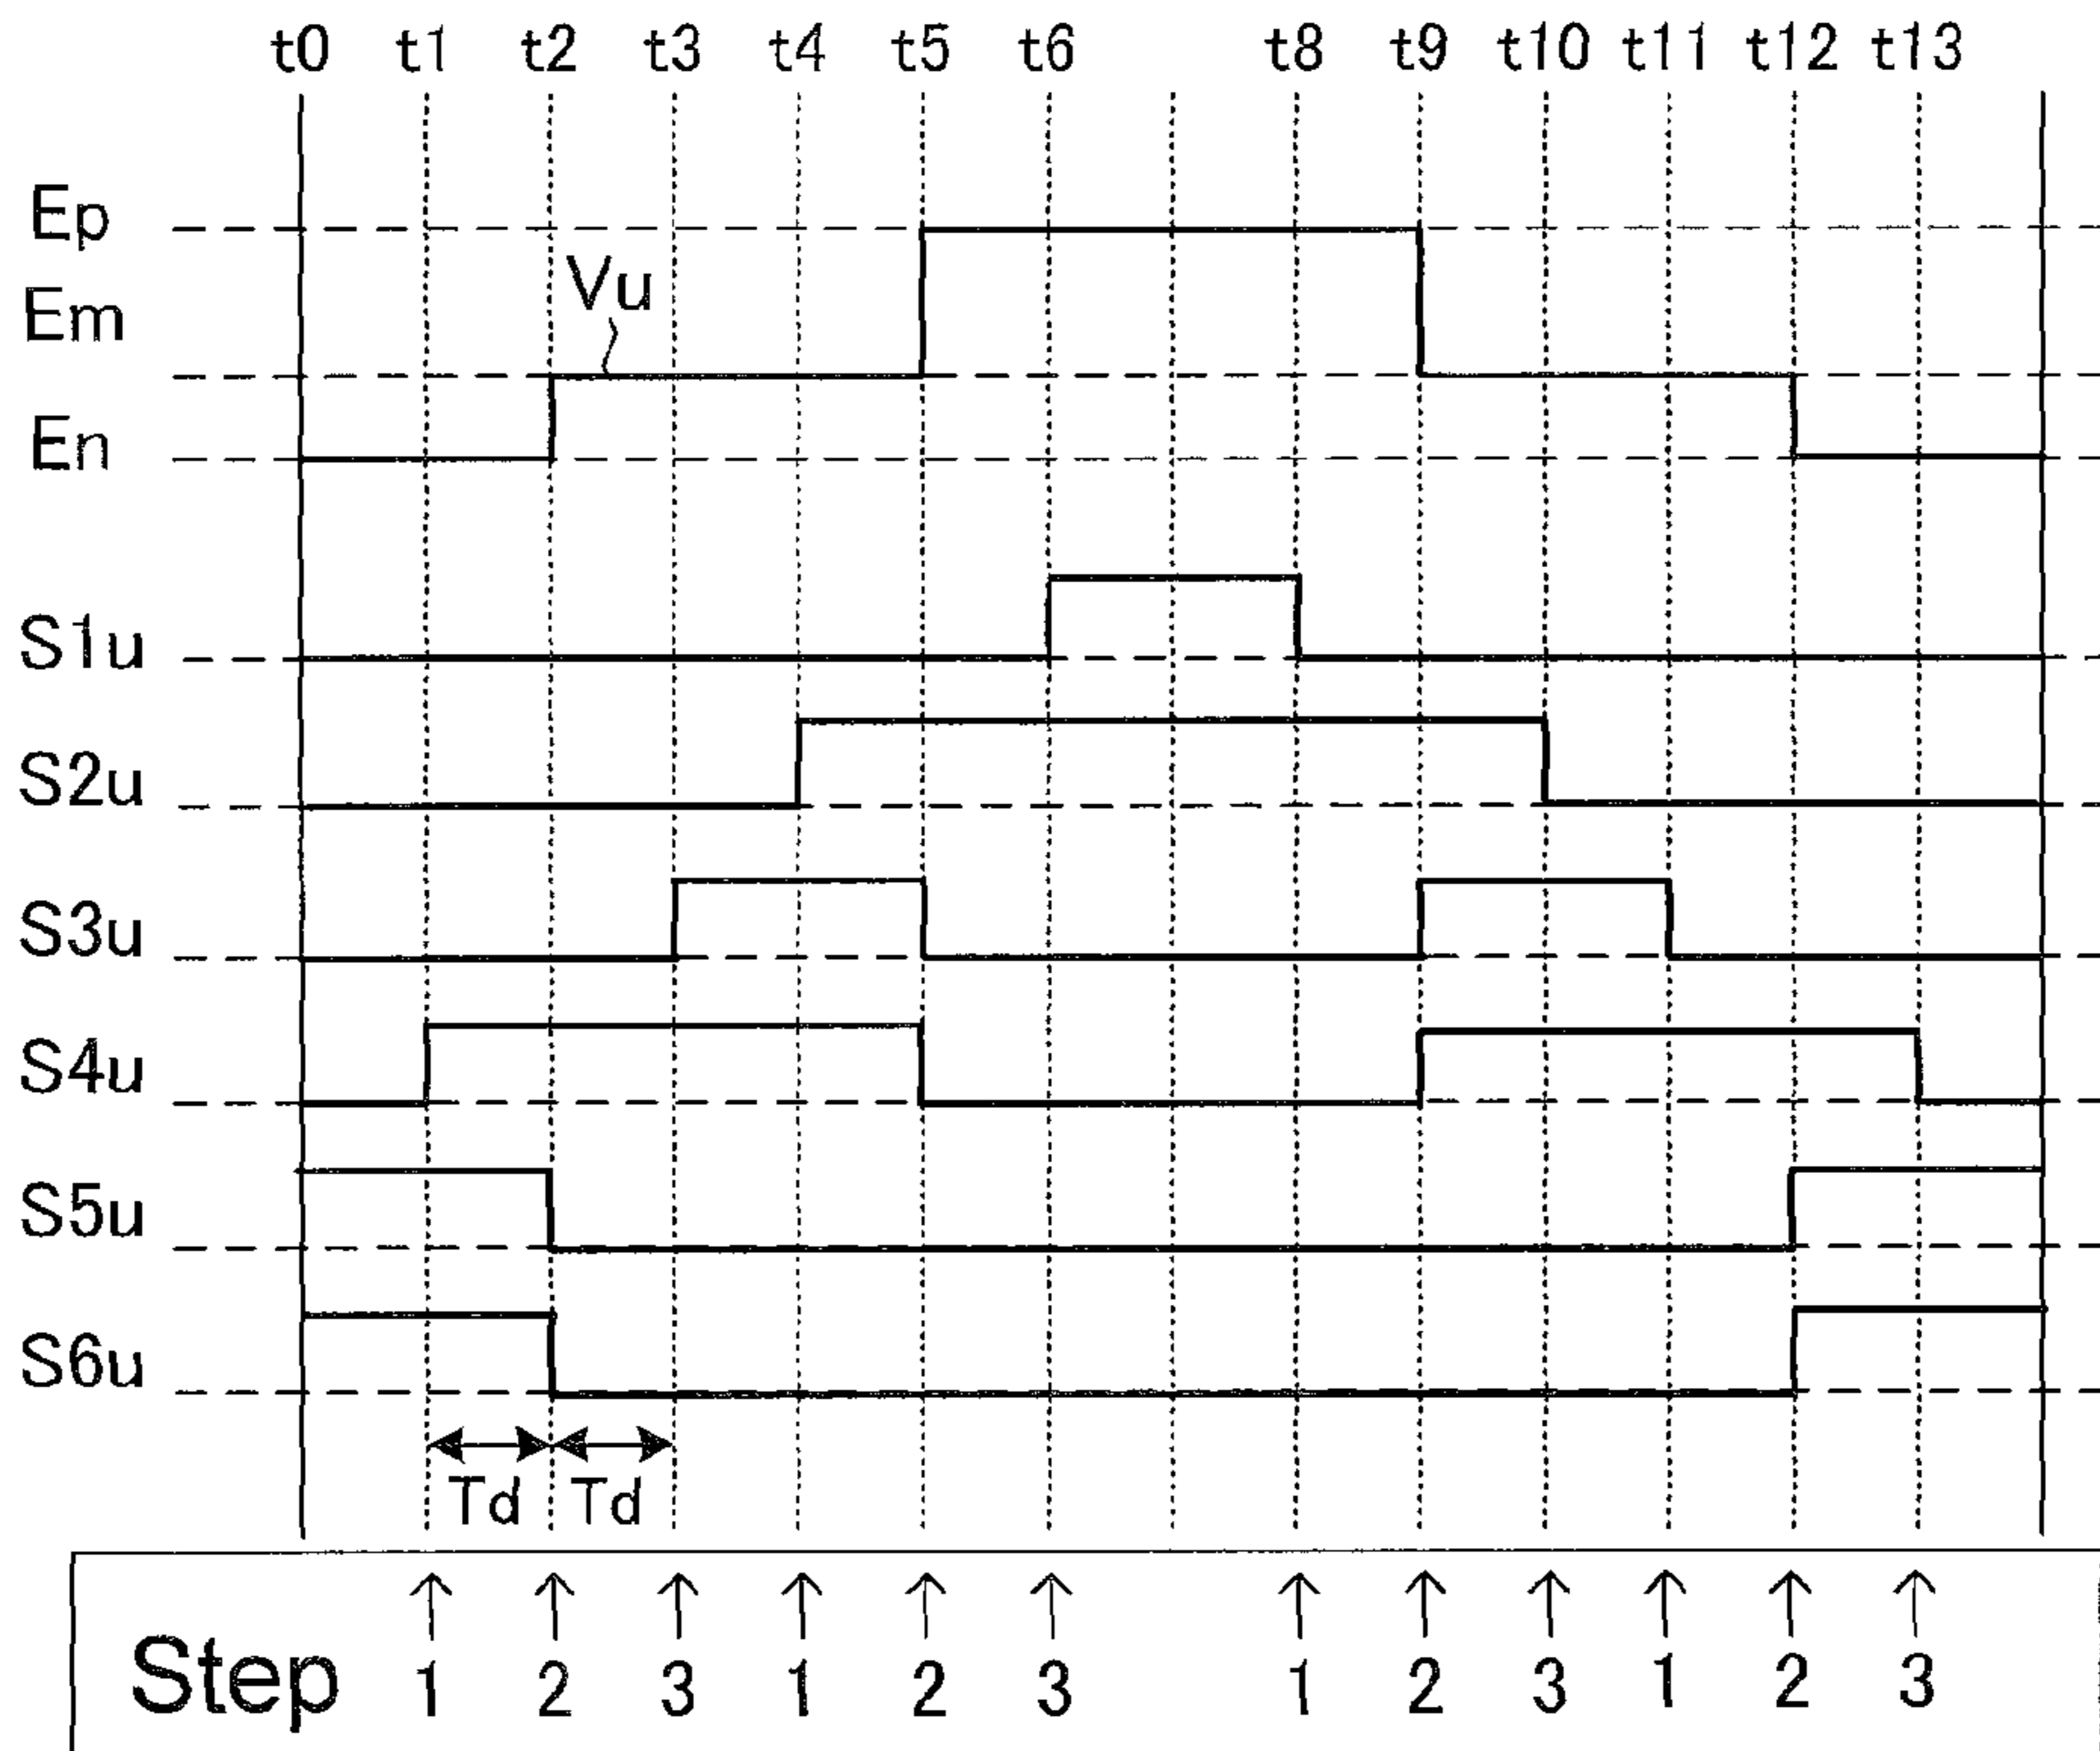 t0 t1 t2 t3 t4 t5 t6 t8 t9 t10 t11 t12 t13
Ep
Vu
Em
En
S1u
S2u
S3u
S4u
S5u
S6u
Td Td
Step 1 2 3 1 2 3 1 2 3 1 2 3